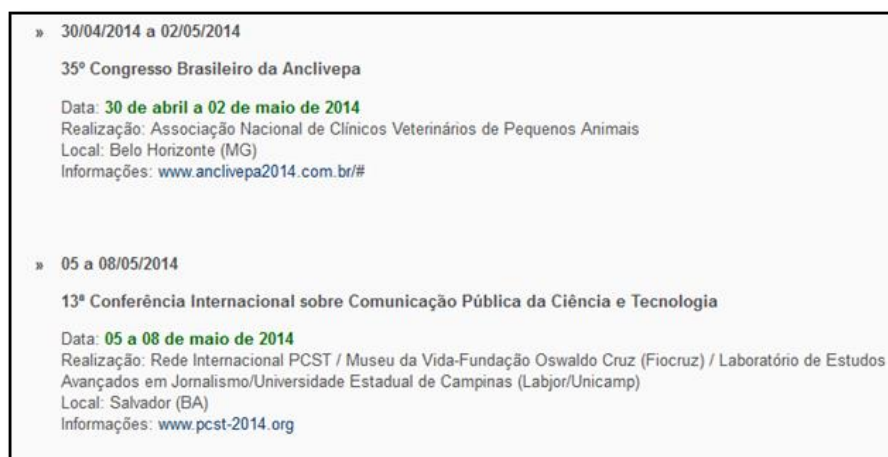 » 30/04/2014 a 02/05/2014
35º Congresso Brasileiro da Anclivepa
Data: 30 de abril a 02 de maio de 2014
Realização: Associação Nacional de Clínicos Veterinários de Pequenos Animais
Local: Belo Horizonte (MG)
Informações: www.anclivepa2014.com.br/#
» 05 a 08/05/2014
13ª Conferência Internacional sobre Comunicação Pública da Ciência e Tecnologia
Data: 05 a 08 de maio de 2014
Realização: Rede Internacional PCST / Museu da Vida-Fundação Oswaldo Cruz (Fiocruz) / Laboratório de Estudos
Avançados em Jornalismo/Universidade Estadual de Campinas (Labjor/Unicamp)
Local: Salvador (BA)
Informações: www.pcst-2014.org